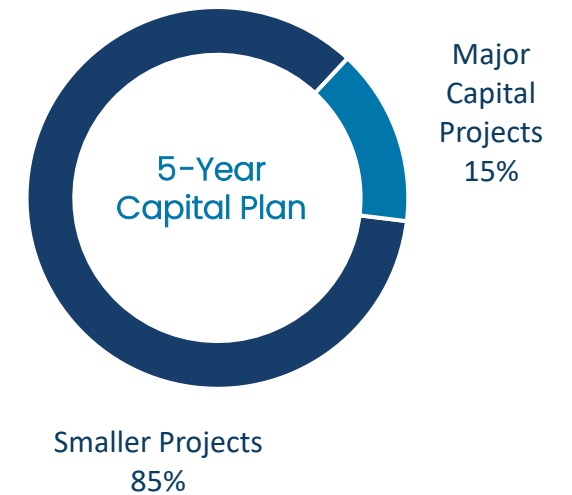 Major
Capital
Projects
15%
5-Year
Capital Plan
Smaller Projects
85%